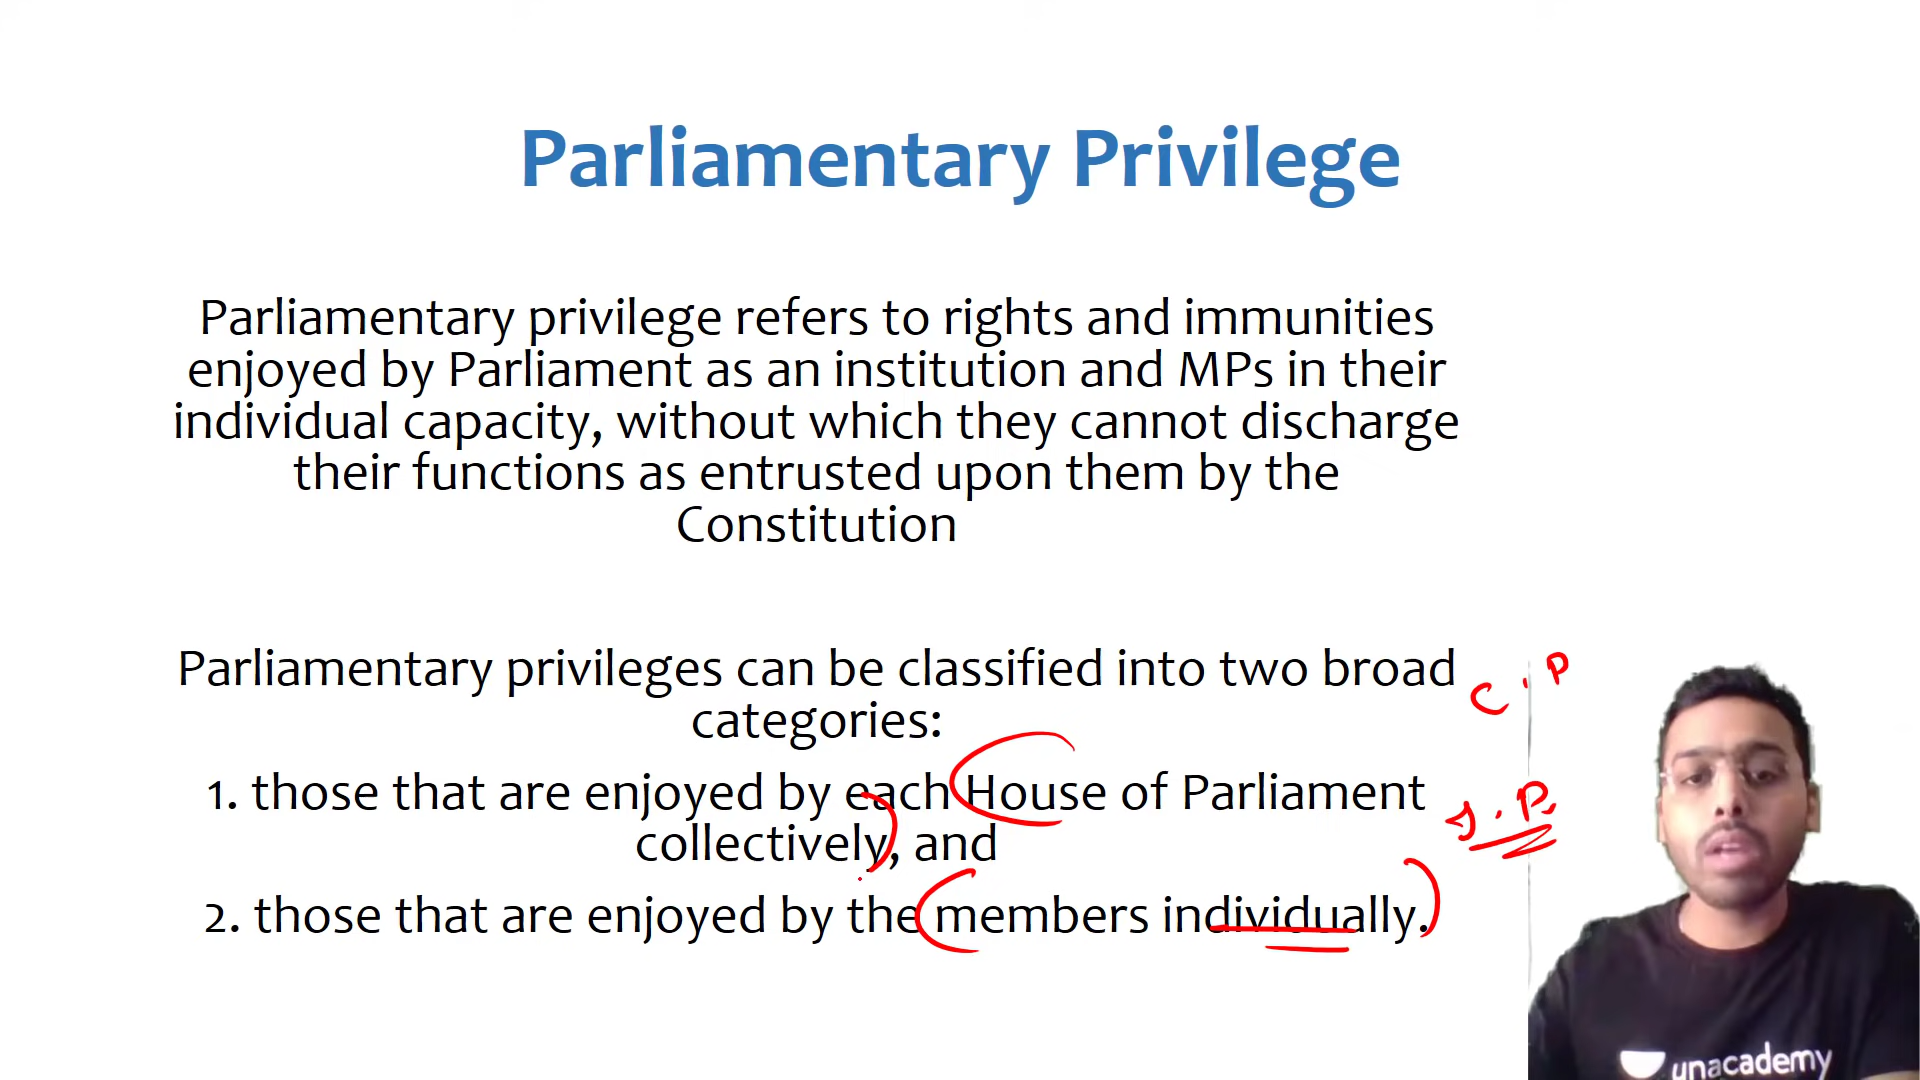 Parliamentary Privilege
Parliamentary privilege refers to rights and immunities
enjoyed by Parliament as an institution and MPs in their
individual capacity, without which they cannot discharge
their functions as entrusted upon them by the
Constitution
Parliamentary privileges can be classified into two broad
categories:
C.P
1. those that are enjoyed by each House of Parliament
I.P.
collectively, and
2. those that are enjoyed by the members individually.
unacademy